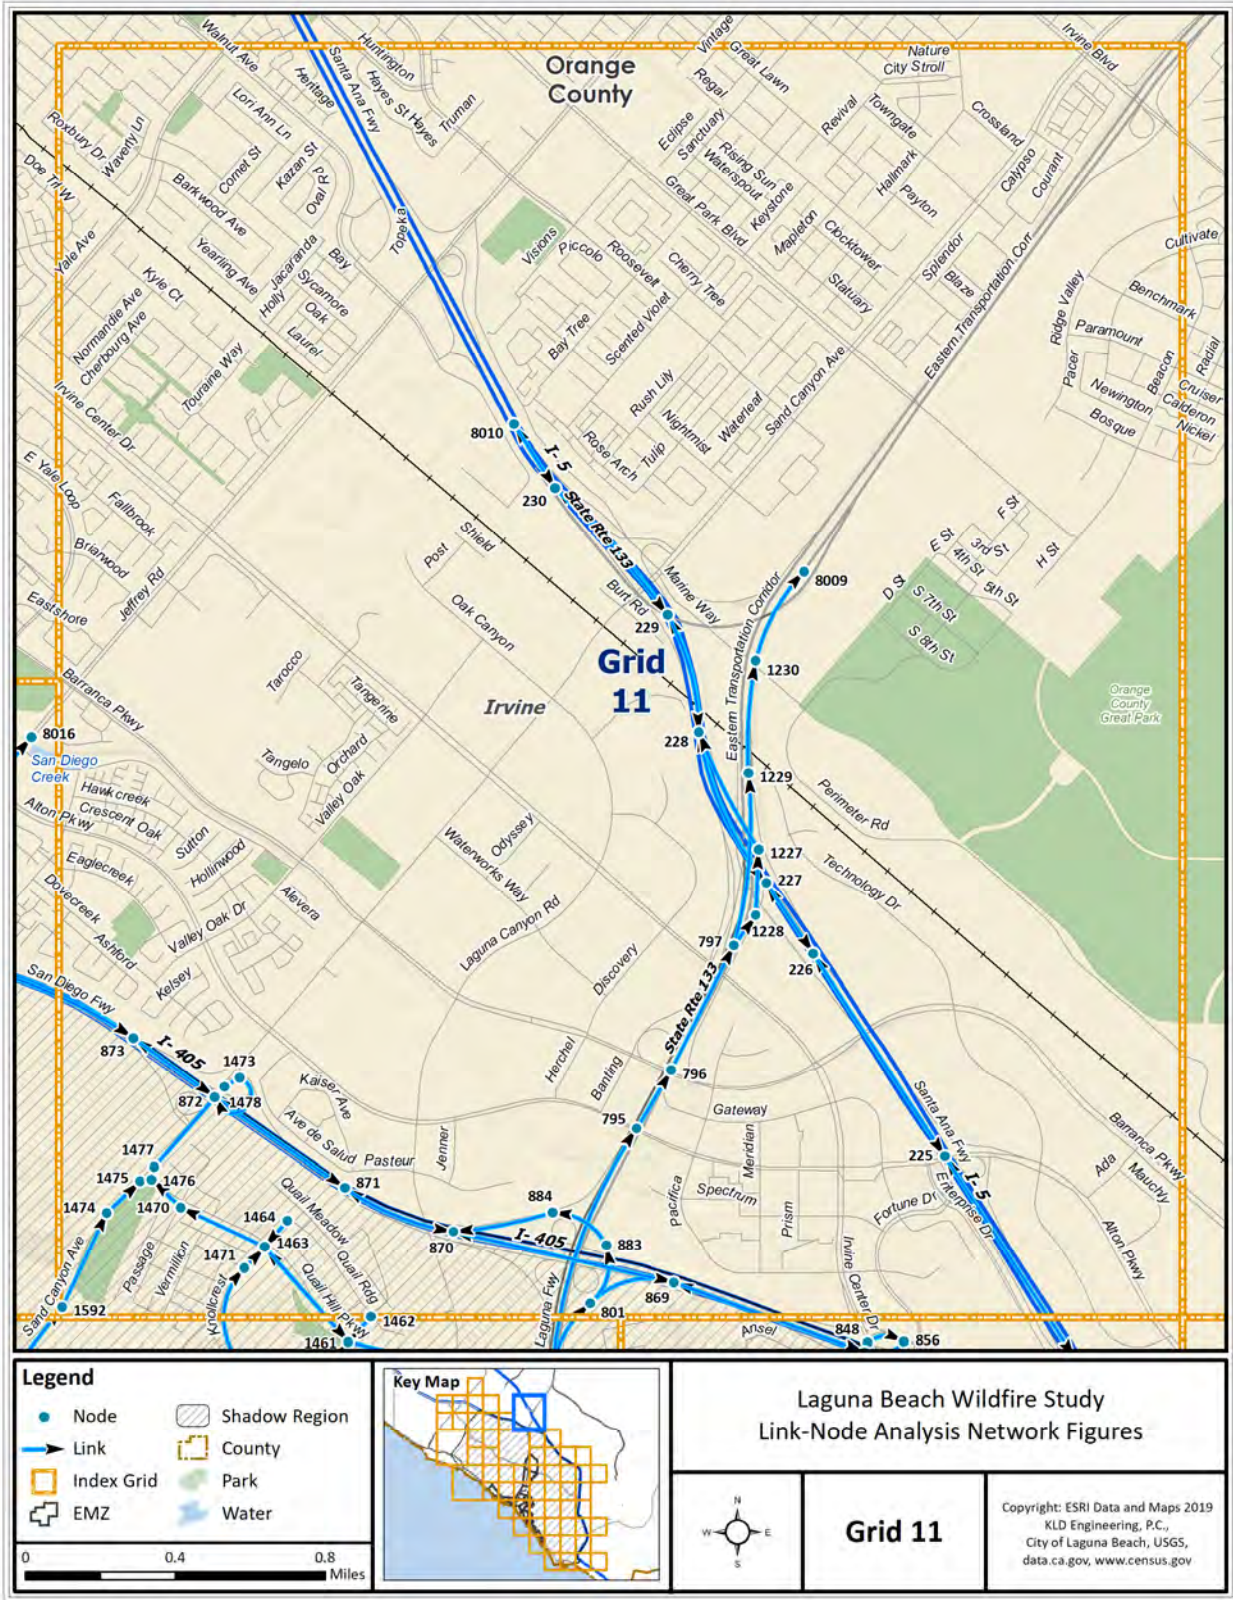 Orange
County
Walnut Ave
Heritage
Santa Ana Fwy
Huntington
Hayes St
Hayes
Truman
Vintage
Great Lawn
Regal
Nature
City Stroll
Irvine Blvd
Roxbury Dr
Waverly Ln
Lori Ann Ln
Cornet St
Kazan St
Oval Rd
Eclipse
Sanctuary
Rising Sun
Waterspout
Keystone
Revival
Towngate
Hallmark
Payton
Crossland
Calypso
Courant
Doe Trl W
Barkwood Ave
Yale Ave
Yearling Ave
Jacaranda
Holly
Bay
Sycamore
Oak
Laurel
Topeka
Visions
Piccolo
Roosevelt
Great Park Blvd
Mapleton
Cherry Tree
Clocktower
Statuary
Splendor
Blaze
Eastern Transportation Corr
Cultivate
Ridge Valley
Benchmark
Paramount
Pacer
Beacon
Radial
Cruiser
Calderon
Nickel
Newington
Bosque
Kyle Ct
Normandie Ave
Cherbourg Ave
Touraine Way
Irvine Center Dr
Bay Tree
Scented Violet
Rush Lily
Nightmist
Waterleaf
Sand Canyon Ave
Rose Arch
Tulip
8010
I- 5
230
State Rte 133
E Yale Loop
Fallbrook
Briarwood
Jeffrey Rd
Eastshore
Post
Shield
Oak Canyon
Burt Rd
Marine Way
229
8009
F St
E St
3rd St
4th St
5th St
H St
D St
S 7th St
S 8th St
Grid
11
Eastern Transportation Corridor
1230
Barranca Pkwy
Tarocco
Tangerine
Irvine
Orange
County
Great Park
228
8016
San Diego
Creek
Tangelo
Orchard
Valley Oak
1229
Perimeter Rd
Hawkcreek
Crescent Oak
Alton Pkwy
Sutton
Hollinwood
Eaglecreek
Dovecreek
Ashford
Valley Oak Dr
Alevera
Kelsey
Odyssey
Waterworks Way
Laguna Canyon Rd
Discovery
1227
227
Technology Dr
1228
797
226
San Diego Fwy
873
I- 405
1473
872
1478
State Rte 133
Herchel
Banting
796
Kaiser Ave
Ave de Salud
Pasteur
Jenner
795
Gateway
Meridian
Santa Ana Fwy
Barranca Pkwy
225
I- 5
Ada
Mauchly
1477
1475
1476
1474
1470
871
Pacifica
Spectrum
Prism
Fortune Dr
Enterprise Dr
Alton Pkwy
Quail Meadow
1464
1463
1471
Quail Rdg
884
870
I- 405
883
Passage
Vermillion
Knollcrest
Quail Hill Pkwy
Sand Canyon Ave
1592
1462
1461
Laguna Fwy
801
869
Irvine Center Dr
Ansel
848
856
Legend
Node
Link
Index Grid
EMZ
Shadow Region
County
Park
Water
0 0.4 0.8
Miles
Key Map
Laguna Beach Wildfire Study
Link-Node Analysis Network Figures
N
W E
S
Grid 11
Copyright: ESRI Data and Maps 2019
KLD Engineering, P.C.,
City of Laguna Beach, USGS,
data.ca.gov, www.census.gov